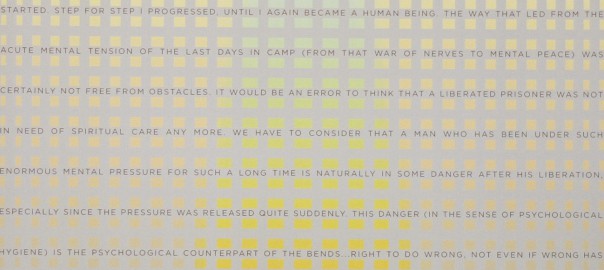 STARTED. STEP FOR STEP I PROGRESSED, UNTIL I AGAIN BECAME A HUMAN BEING. THE WAY THAT LED FROM THE
ACUTE MENTAL TENSION OF THE LAST DAYS IN CAMP (FROM THAT WAR OF NERVES TO MENTAL PEACE) WAS
CERTAINLY NOT FREE FROM OBSTACLES. IT WOULD BE AN ERROR TO THINK THAT A LIBERATED PRISONER WAS NOT
IN NEED OF SPIRITUAL CARE ANY MORE. WE HAVE TO CONSIDER THAT A MAN WHO HAS BEEN UNDER SUCH
ENORMOUS MENTAL PRESSURE FOR SUCH A LONG TIME IS NATURALLY IN SOME DANGER AFTER HIS LIBERATION,
ESPECIALLY SINCE THE PRESSURE WAS RELEASED QUITE SUDDENLY. THIS DANGER (IN THE SENSE OF PSYCHOLOGICAL
HYGIENE) IS THE PSYCHOLOGICAL COUNTERPART OF THE BENDS...RIGHT TO DO WRONG, NOT EVEN IF WRONG HAS